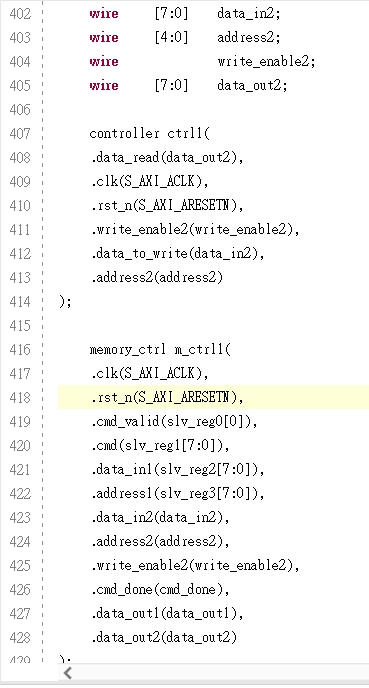 402 wire [7:0] data_in2;
403 wire [4:0] address2;
404 wire write_enable2;
405 wire [7:0] data_out2;
406
407 controller ctrl1(
408 .data_read(data_out2),
409 .clk(S_AXI_ACLK),
410 .rst_n(S_AXI_ARESETN),
411 .write_enable2(write_enable2),
412 .data_to_write(data_in2),
413 .address2(address2)
414 );
415
416 memory_ctrl m_ctrl1(
417 .clk(S_AXI_ACLK),
418 .rst_n(S_AXI_ARESETN),
419 .cmd_valid(slv_reg0[0]),
420 .cmd(slv_reg1[7:0]),
421 .data_in1(slv_reg2[7:0]),
422 .address1(slv_reg3[7:0]),
423 .data_in2(data_in2),
424 .address2(address2),
425 .write_enable2(write_enable2),
426 .cmd_done(cmd_done),
427 .data_out1(data_out1),
428 .data_out2(data_out2)
429 );